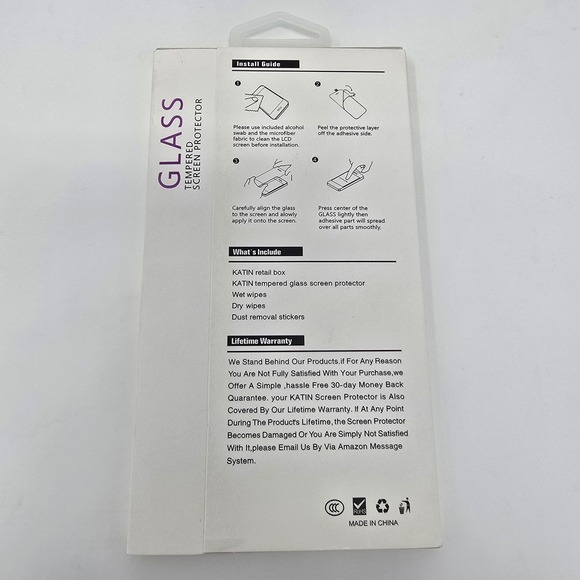 GLASS
TEMPERED
SCREEN PROTECTOR
Install Guide
1
2
Please use included alcohol
swab and the microfiber
fabric to clean the LCD
screen before installation.
Peel the protective layer
off the adhesive side.
3
4
Carefully align the glass
to the screen and alowly
apply it onto the screen.
Press center of the
GLASS lightly then
adhesive part will spread
over all parts smoothly.
What's Include
KATIN retail box
KATIN tempered glass screen protector
Wet wipes
Dry wipes
Dust removal stickers
Lifetime Warranty
We Stand Behind Our Products.if For Any Reason
You Are Not Fully Satisfied With Your Purchase,we
Offer A Simple ,hassle Free 30-day Money Back
Quarantee. your KATIN Screen Protector is Also
Covered By Our Lifetime Warranty. If At Any Point
During The Product's Lifetime,the Screen Protector
Becomes Damaged Or You Are Simply Not Satisfied
With It,please Email Us By Via Amazon Message
System.
CCC
RoHS
MADE IN CHINA